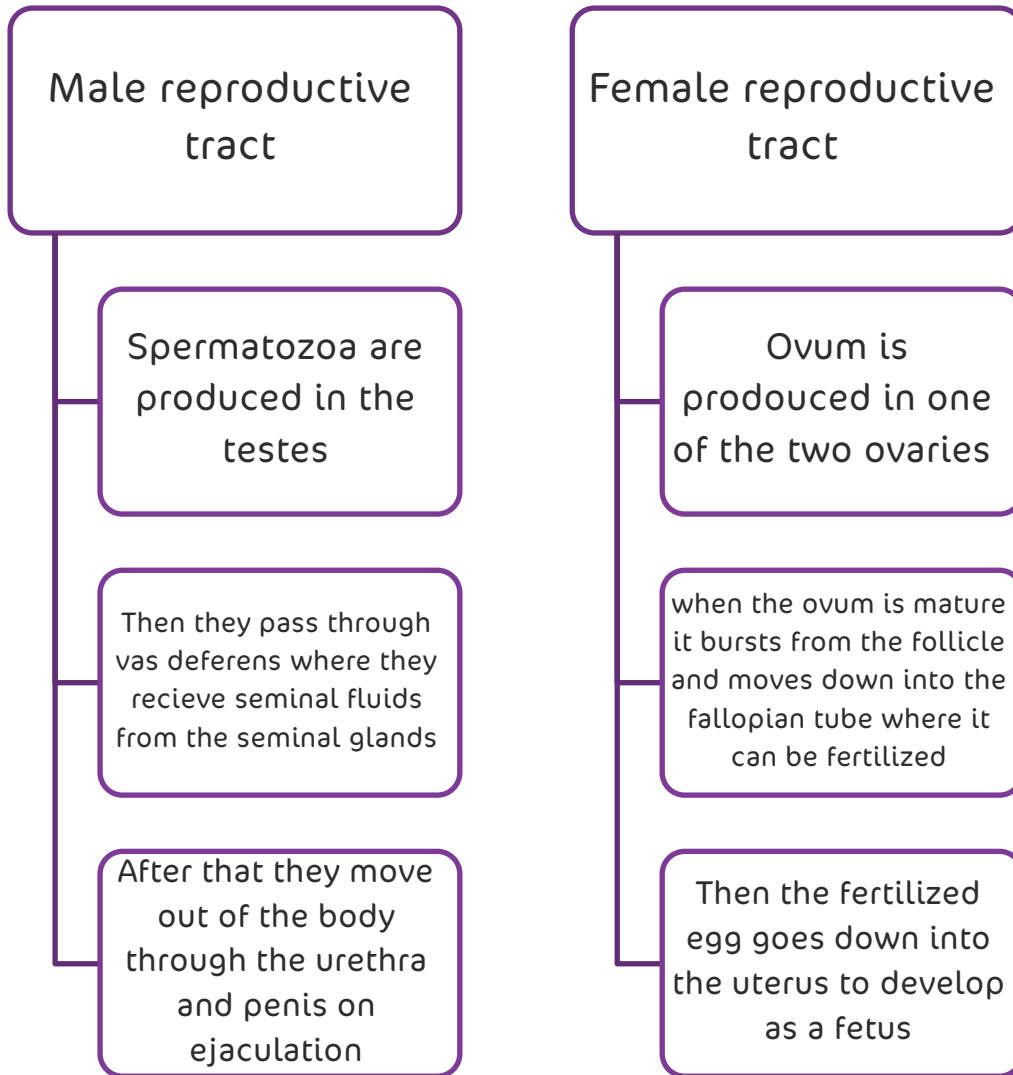 Male reproductive
tract
Spermatozoa are
produced in the
testes
Then they pass through
vas deferens where they
recieve seminal fluids
from the seminal glands
After that they move
out of the body
through the urethra
and penis on
ejaculation
Female reproductive
tract
Ovum is
prodouced in one
of the two ovaries
when the ovum is mature
it bursts from the follicle
and moves down into the
fallopian tube where it
can be fertilized
Then the fertilized
egg goes down into
the uterus to develop
as a fetus